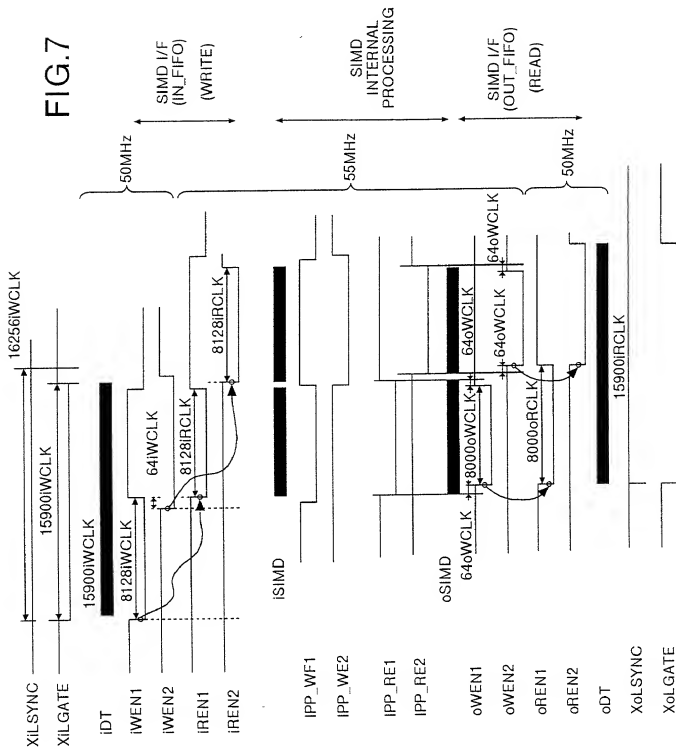 FIG.7
XiLSYNC
16256iWCLK
XiLGATE
15900iWCLK
iDT
15900iWCLK
iWEN1
8128iWCLK
iWEN2
64iWCLK
iREN1
8128iRCLK
iREN2
8128iRCLK
50MHz
SIMD I/F
(IN_FIFO)
(WRITE)
iSIMD
IPP_WF1
IPP_WE2
IPP_RE1
IPP_RE2
55MHz
SIMD
INTERNAL
PROCESSING
oSIMD
oWEN1
64oWCLK
8000oWCLK
64oWCLK
oWEN2
64oWCLK
64oWCLK
oREN1
8000oRCLK
oREN2
SIMD I/F
(OUT_FIFO)
(READ)
50MHz
oDT
15900iRCLK
XoLSYNC
XoLGATE